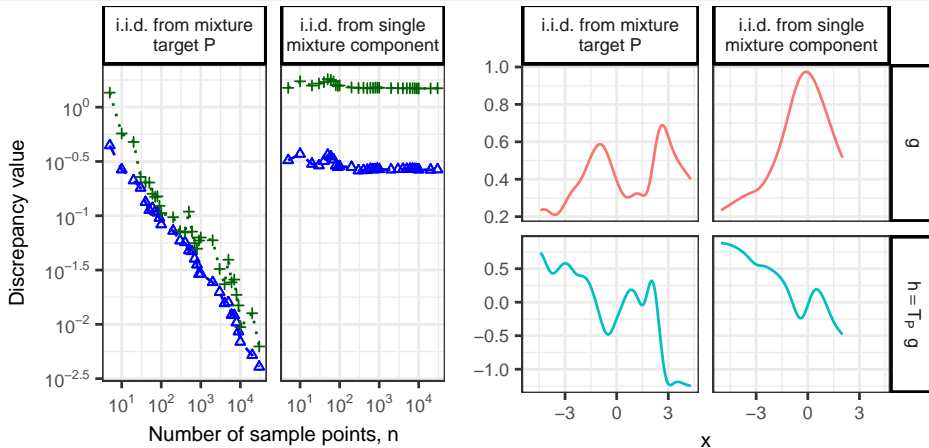 i.i.d. from mixture
target P
i.i.d. from single
mixture component
10^0
10^−0.5
10^−1
10^−1.5
10^−2
10^−2.5
Discrepancy value
10^1 10^2 10^3 10^4
10^1 10^2 10^3 10^4
Number of sample points, n
i.i.d. from mixture
target P
i.i.d. from single
mixture component
1.0
0.8
0.6
0.4
0.2
g
0.5
0.0
−0.5
−1.0
h = T_P g
−3 0 3
−3 0 3
x